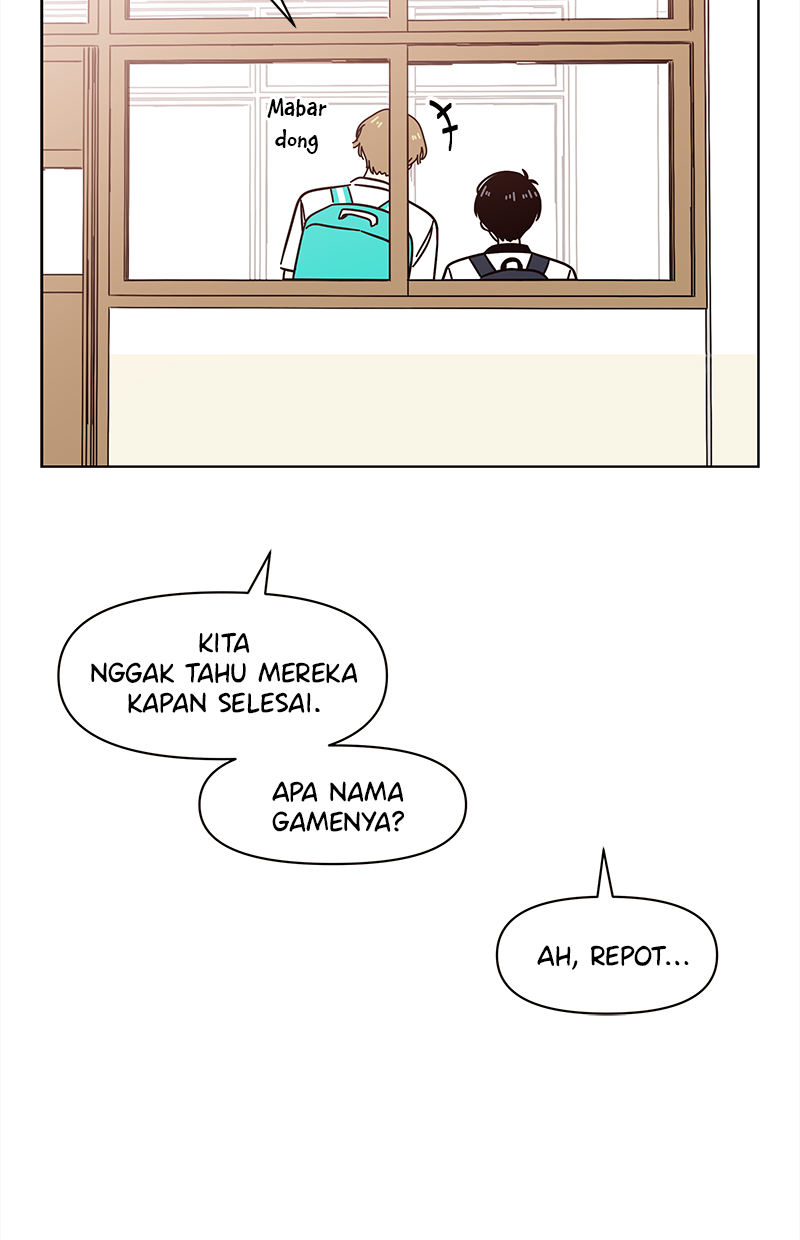 Mabar
dong
KITA
NGGAK TAHU MEREKA
KAPAN SELESAI.
APA NAMA
GAMENYA?
AH, REPOT...